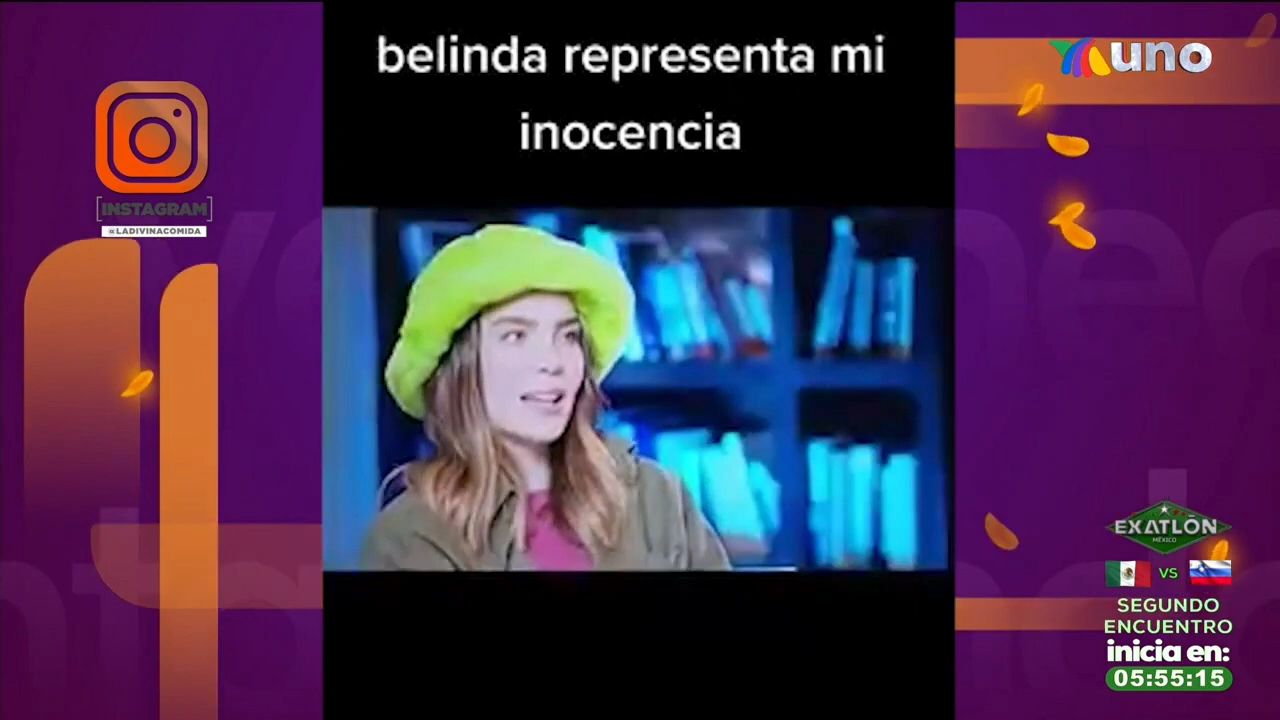 belinda representa mi
inocencia
uno
INSTAGRAM
@LADIVINACOMIDA
EXATLÓN
MÉXICO
VS
SEGUNDO
ENCUENTRO
inicia en:
05:55:15